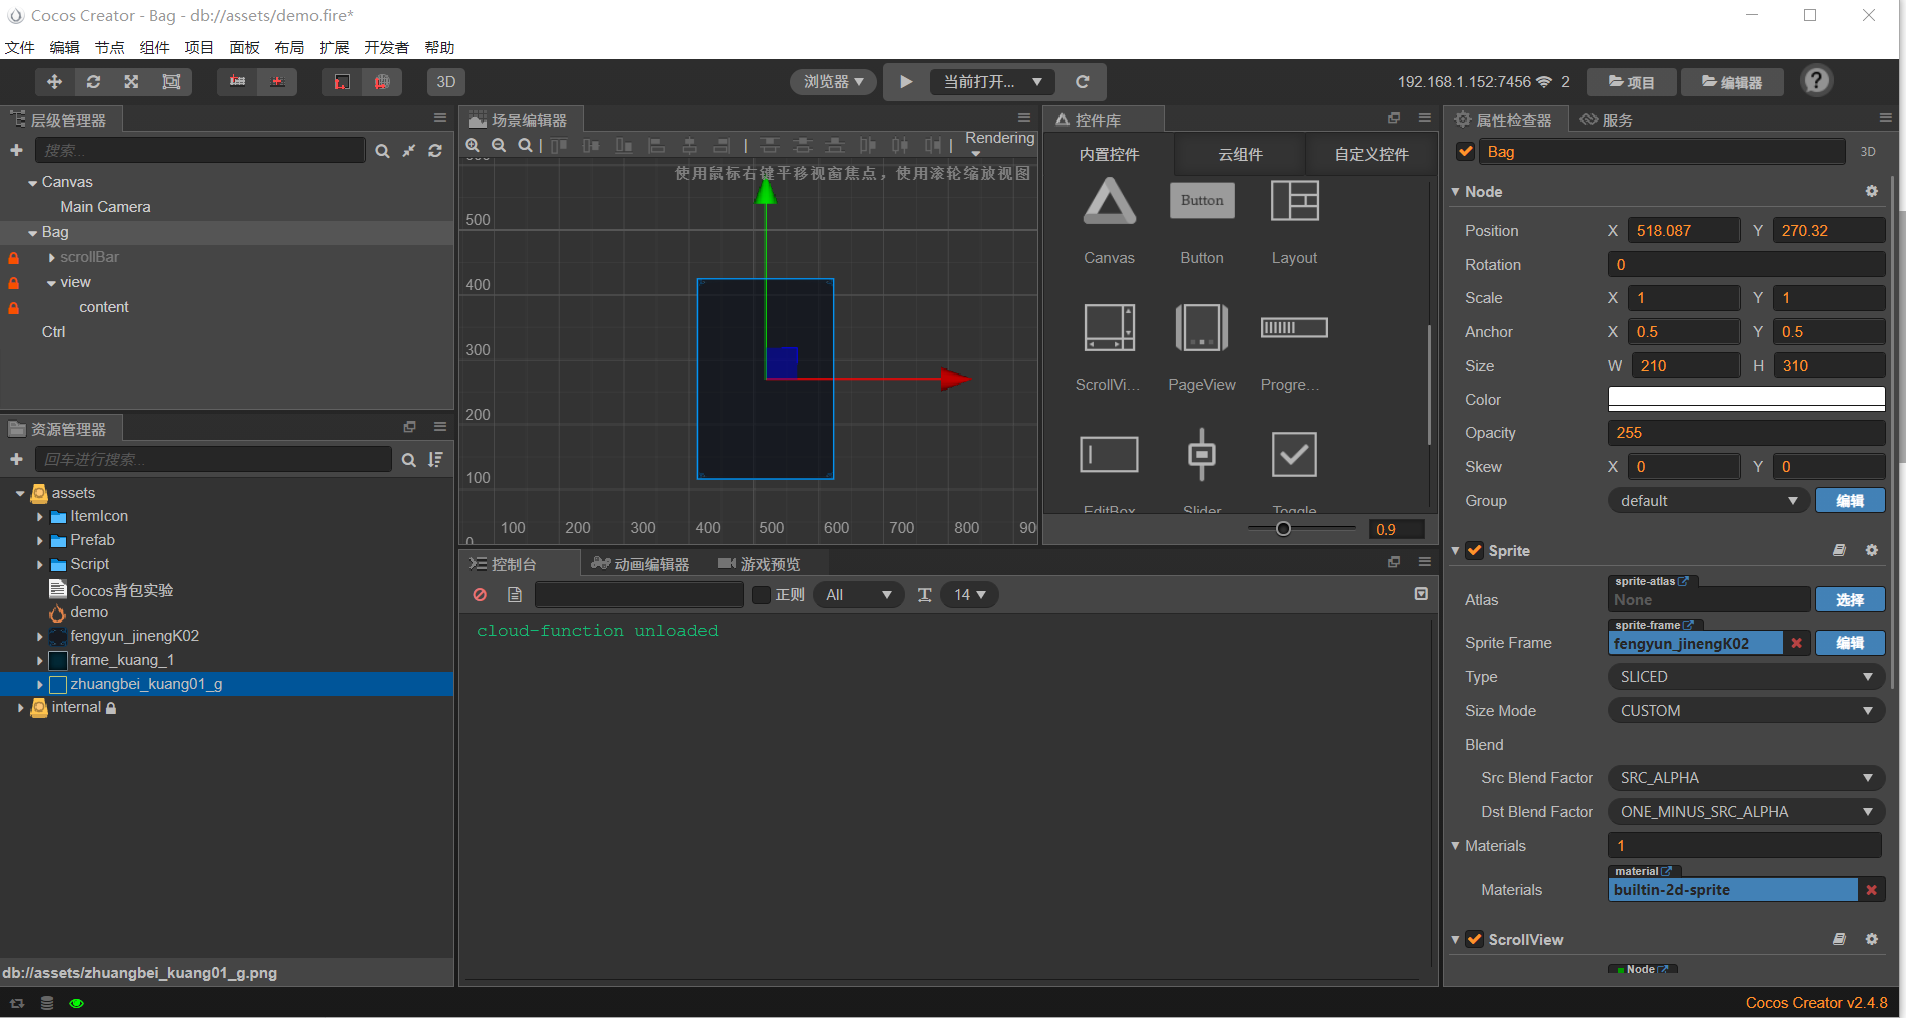 Cocos Creator - Bag - db://assets/demo.fire*
文件 编辑 节点 组件 项目 面板 布局 扩展 开发者 帮助
3D
浏览器
当前打开...
192.168.1.152:7456
2
项目
编辑器
层级管理器
搜索...
Canvas
Main Camera
Bag
scrollBar
view
content
Ctrl
资源管理器
回车进行搜索...
assets
ItemIcon
Prefab
Script
Cocos背包实验
demo
fengyun_jinengK02
frame_kuang_1
zhuangbei_kuang01_g
internal
db://assets/zhuangbei_kuang01_g.png
场景编辑器
Rendering
使用鼠标右键平移视窗焦点，使用滚轮缩放视图
500
400
300
200
100
0
100 200 300 400 500 600 700 800 90
控件库
内置控件 云组件 自定义控件
Button
Canvas Button Layout
ScrollVi... PageView Progre...
EditBox Slider Toggle
0.9
控制台 动画编辑器 游戏预览
正则 All 14
cloud-function unloaded
属性检查器 服务
Bag 3D
Node
Position X 518.087 Y 270.32
Rotation 0
Scale X 1 Y 1
Anchor X 0.5 Y 0.5
Size W 210 H 310
Color
Opacity 255
Skew X 0 Y 0
Group default 编辑
Sprite
sprite-atlas
Atlas None 选择
sprite-frame
Sprite Frame fengyun_jinengK02 编辑
Type SLICED
Size Mode CUSTOM
Blend
Src Blend Factor SRC_ALPHA
Dst Blend Factor ONE_MINUS_SRC_ALPHA
Materials 1
material
Materials builtin-2d-sprite
ScrollView
Node
Cocos Creator v2.4.8